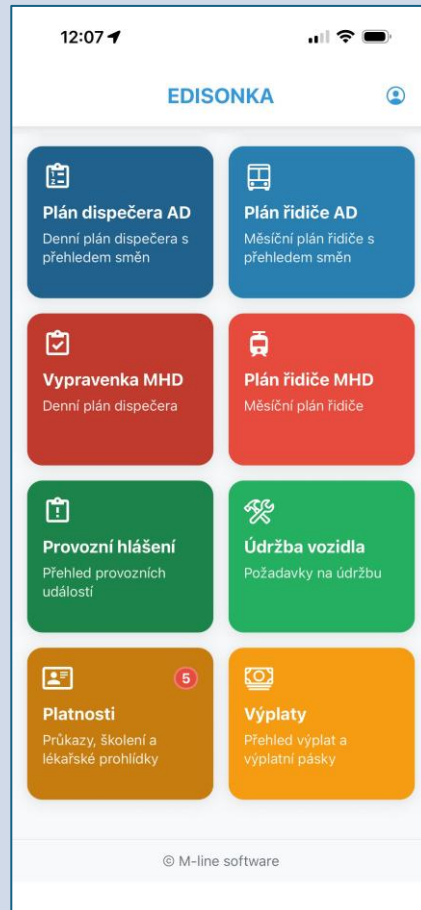 12:07
EDISONKA
Plán dispečera AD
Denní plán dispečera s
přehledem směn
Plán řidiče AD
Měsíční plán řidiče s
přehledem směn
Vypravenka MHD
Denní plán dispečera
Plán řidiče MHD
Měsíční plán řidiče
Provozní hlášení
Přehled provozních
událostí
Údržba vozidla
Požadavky na údržbu
5
Platnosti
Průkazy, školení a
lékařské prohlídky
Výplaty
Přehled výplat a
výplatní pásky
© M-line software